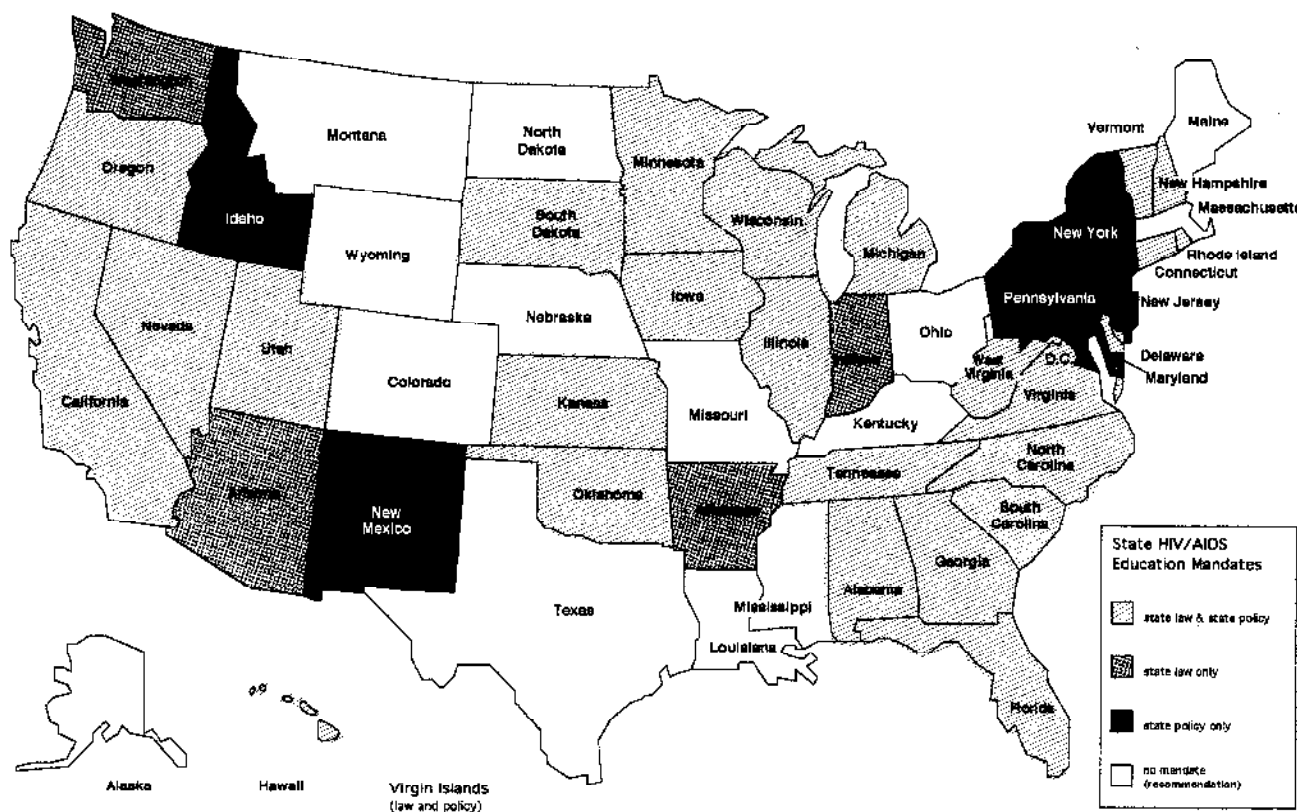 Montana
North
Dakota
Minnesota
Vermont
Maine
Oregon
New Hampshire
Massachusetts
Idaho
South
Dakota
Wisconsin
Michigan
New York
Wyoming
Rhode Island
Connecticut
Iowa
Pennsylvania
New Jersey
Nebraska
Nevada
Utah
Illinois
Ohio
Delaware
Maryland
D.C.
West
Virginia
Virginia
Colorado
California
Kansas
Missouri
Kentucky
North
Carolina
Tennessee
Oklahoma
New
Mexico
South
Carolina
Georgia
Alabama
Texas
Mississippi
Louisiana
Florida
Alaska
Hawaii
Virgin Islands
(law and policy)
State HIV/AIDS
Education Mandates
state law & state policy
state law only
state policy only
no mandate
(recommendation)